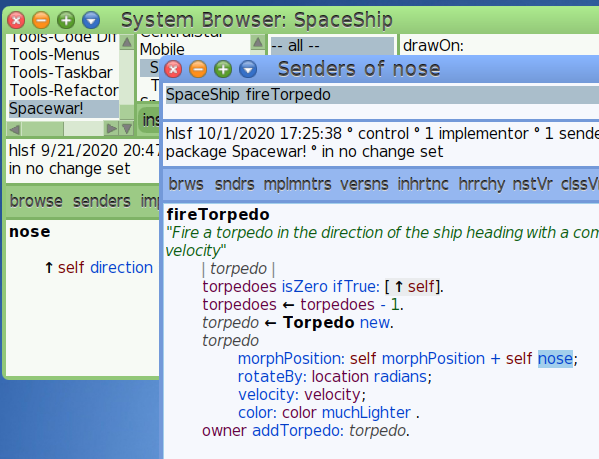 System Browser: SpaceShip
Tools-Code Dif
Tools-Menus
Tools-Taskbar
Tools-Refactor
Spacewar!
CentralStar
Mobile
S
T
-- all --
drawOn:
ins
hlsf 9/21/2020 20:47
in no change set
browse senders im
nose
↑ self direction
Senders of nose
SpaceShip fireTorpedo
hlsf 10/1/2020 17:25:38 ° control ° 1 implementor ° 1 sende
package Spacewar! ° in no change set
brws sndrs mplmntrs versns inhrtnc hrrchy nstVr clssV
fireTorpedo
"Fire a torpedo in the direction of the ship heading with a com
velocity"
| torpedo |
torpedoes isZero ifTrue: [ ↑ self].
torpedoes ← torpedoes - 1.
torpedo ← Torpedo new.
torpedo
morphPosition: self morphPosition + self nose;
rotateBy: location radians;
velocity: velocity;
color: color muchLighter .
owner addTorpedo: torpedo.